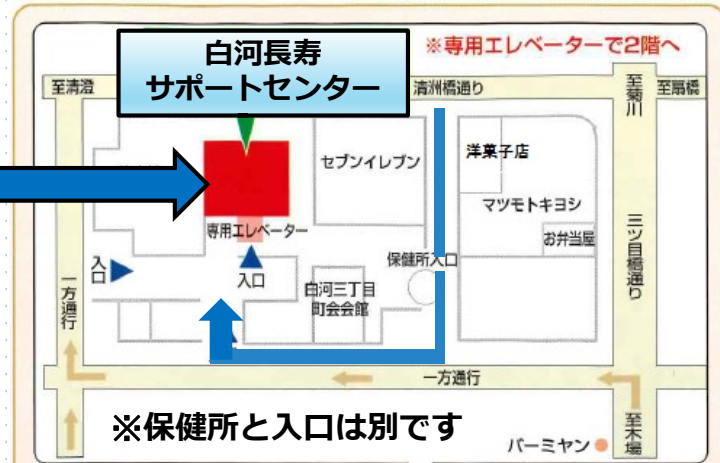 白河長寿
サポートセンター
※専用エレベーターで2階へ
至清澄
清洲橋通り
至菊川
至扇橋
セブンイレブン
洋菓子店
マツモトキヨシ
お弁当屋
専用エレベーター
入口
入口
保健所入口
白河三丁目
町会会館
三ツ目橋通り
一方通行
一方通行
※保健所と入口は別です
バーミヤン
至木場